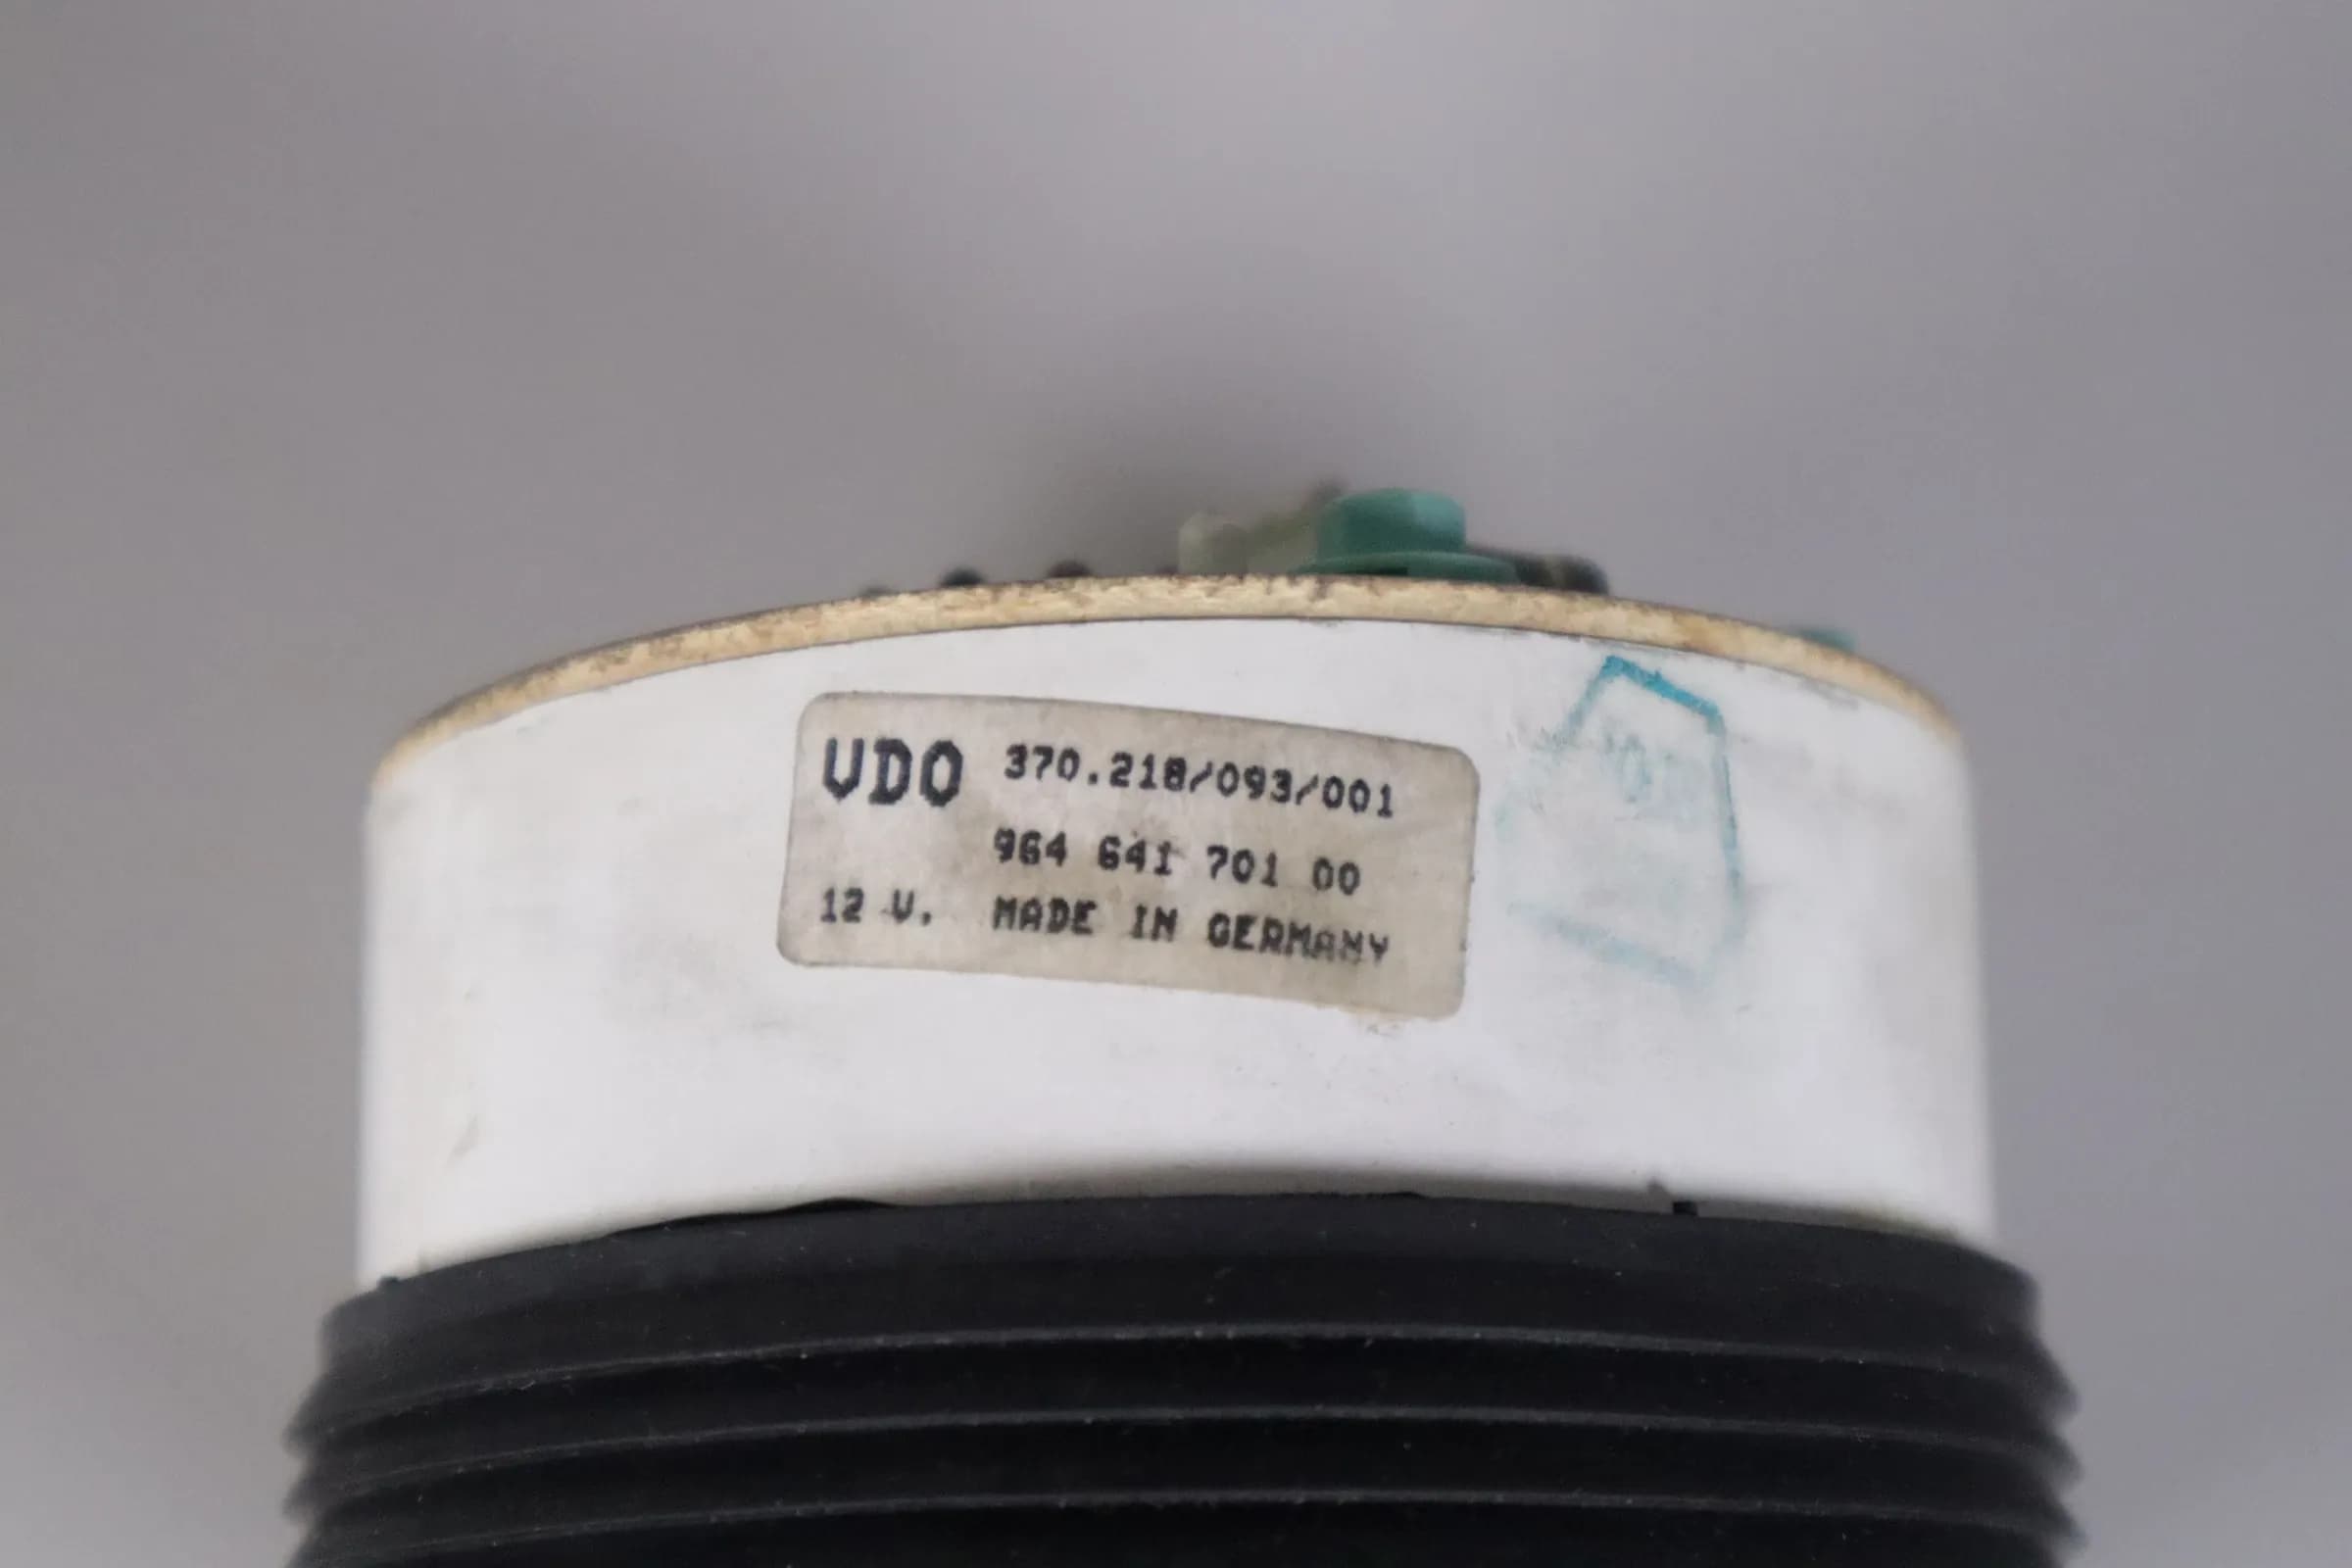 VDO 370.218/093/001
964 641 701 00
12 V. MADE IN GERMANY